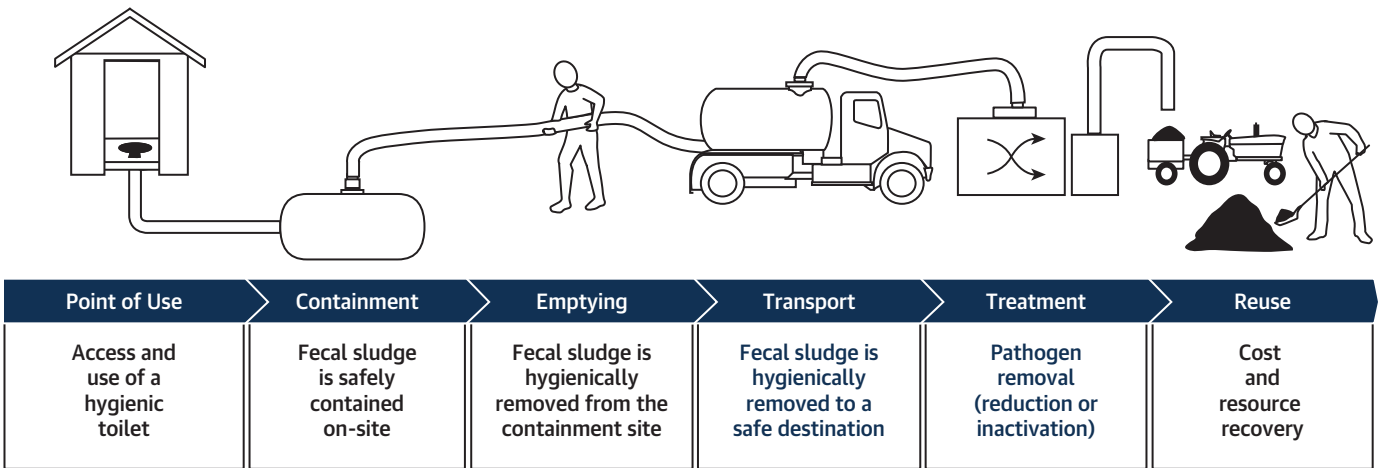 Point of Use
Containment
Emptying
Transport
Treatment
Reuse
Access and
use of a
hygienic
toilet
Fecal sludge
is safely
contained
on-site
Fecal sludge is
hygienically
removed from the
containment site
Fecal sludge is
hygienically
removed to a
safe destination
Pathogen
removal
(reduction or
inactivation)
Cost
and
resource
recovery